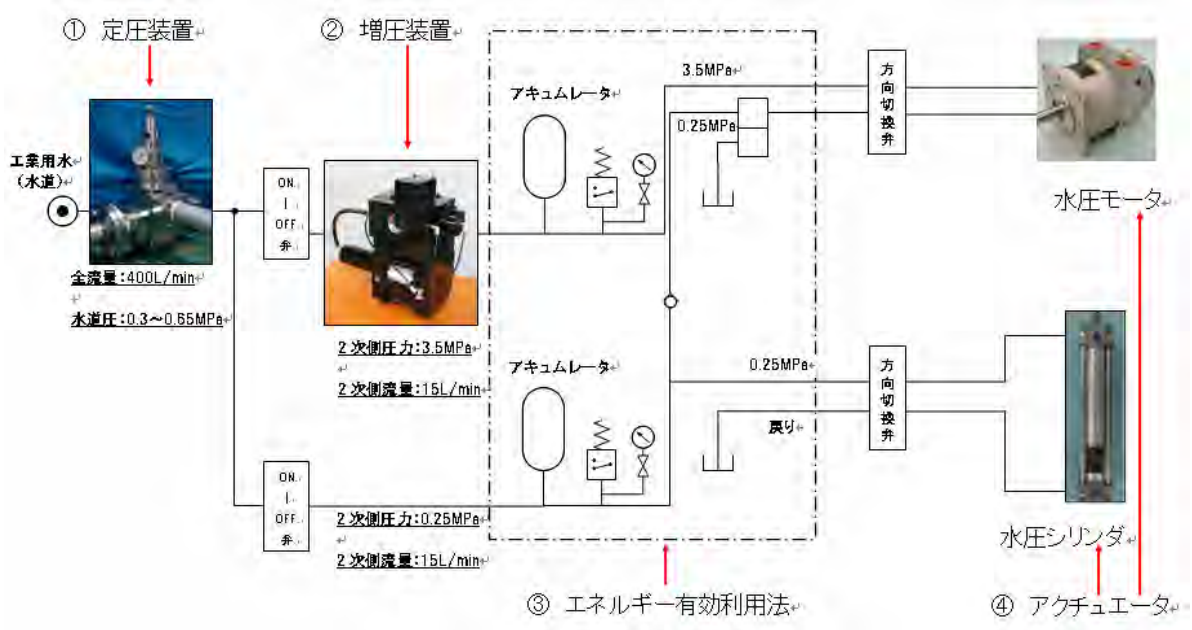 ① 定圧装置
② 増圧装置
工業用水
（水道）
全流量：400L/min
水道圧：0.3～0.65MPa
ON
|
OFF
弁
2次側圧力：3.5MPa
2次側流量：15L/min
アキュムレータ
3.5MPa
0.25MPa
方向切換弁
水圧モータ
ON
|
OFF
弁
2次側圧力：0.25MPa
2次側流量：15L/min
アキュムレータ
0.25MPa
戻り
方向切換弁
水圧シリンダ
③ エネルギー有効利用法
④ アクチュエータ